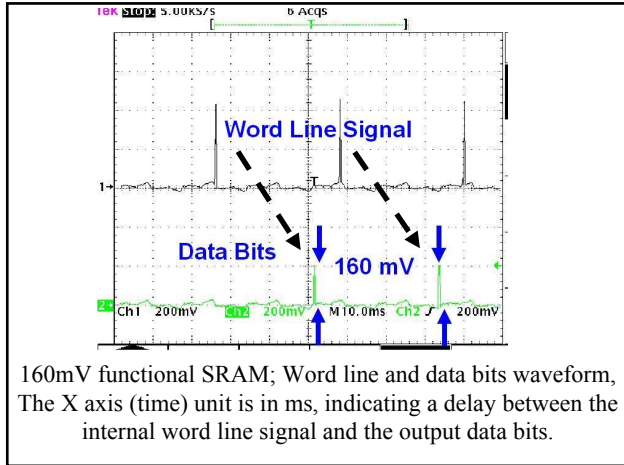 Tek Stop: 5.00kS/s 6 Acqs
T
Word Line Signal
T
1→
Data Bits 160 mV
2→
Ch1 200mV Ch2 200mV M 10.0ms Ch2 ʃ 200mV
160mV functional SRAM; Word line and data bits waveform,
The X axis (time) unit is in ms, indicating a delay between the
internal word line signal and the output data bits.